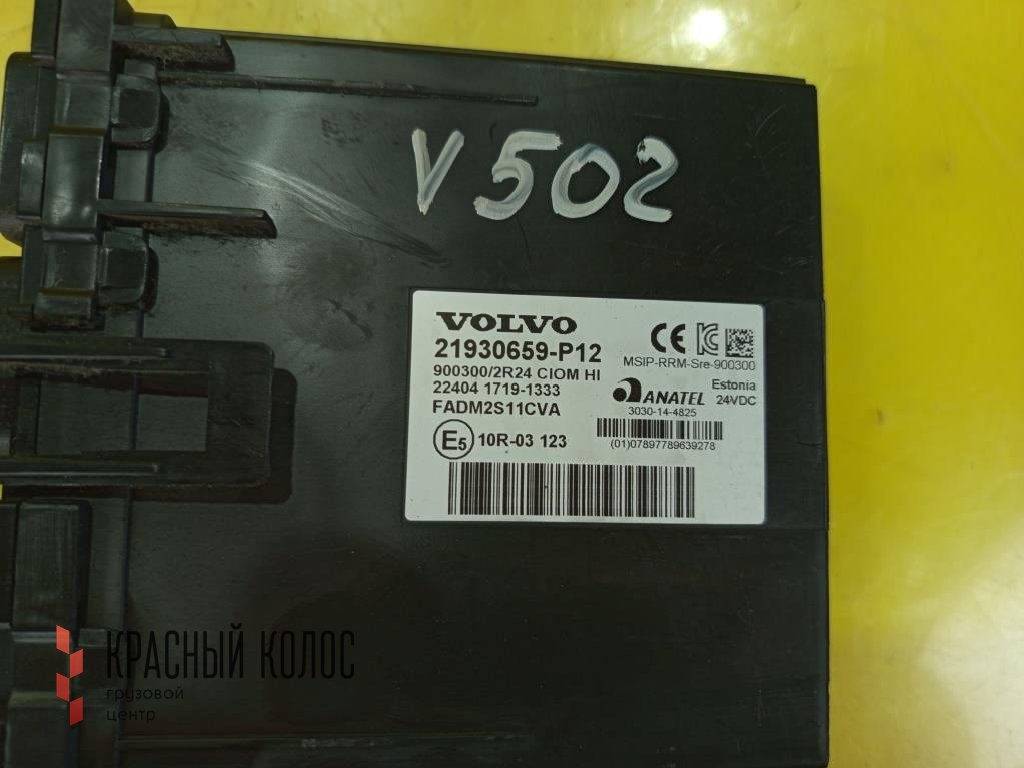 V 502
VOLVO
21930659-P12
900300/2R24 CIOM HI
22404 1719-1333
FADM2S11CVA
E5 10R-03 123
CE
MSIP-RRM-Sre-900300
ANATEL
3030-14-4825
Estonia
24VDC
(01)07897789639278
КРАСНЫЙ КОЛОС
грузовой
центр